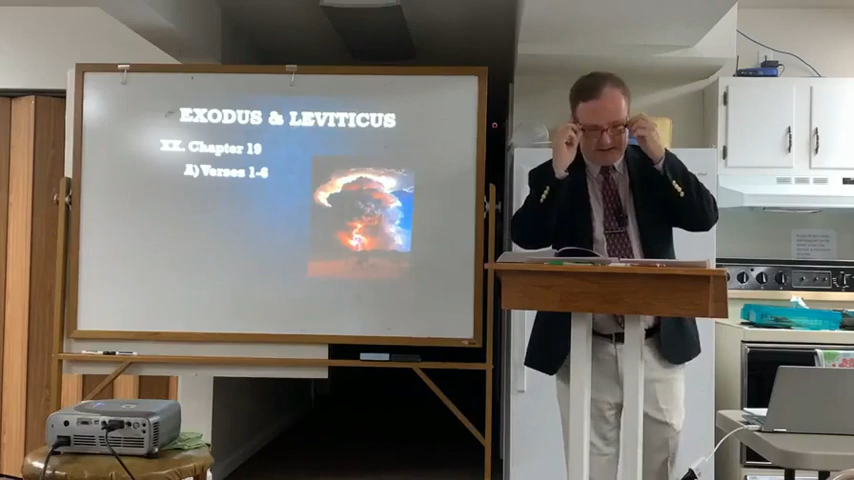 EXODUS & LEVITICUS
XX. Chapter 19
A) Verses 1-6